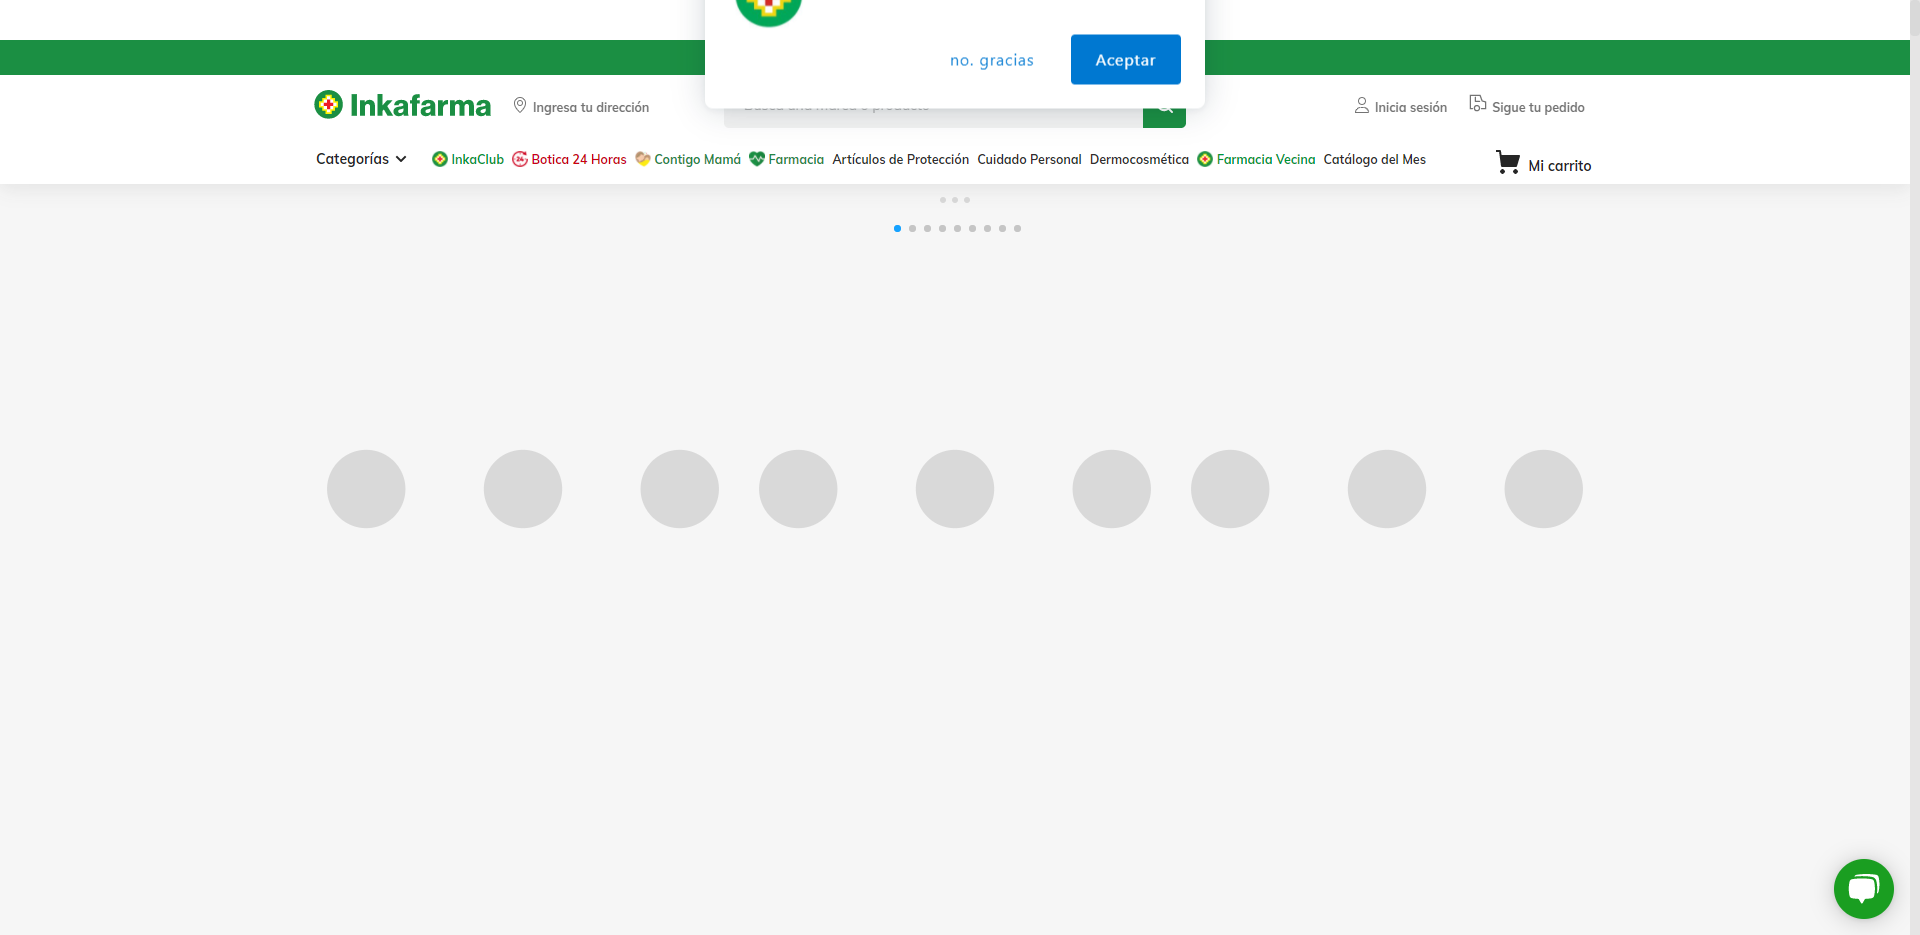 no. gracias
Aceptar
Inkafarma
Ingresa tu dirección
Inicia sesión
Sigue tu pedido
Categorías
InkaClub
Botica 24 Horas
Contigo Mamá
Farmacia
Artículos de Protección
Cuidado Personal
Dermocosmética
Farmacia Vecina
Catálogo del Mes
Mi carrito